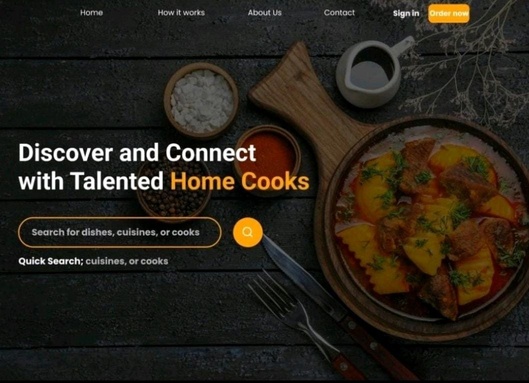 Home
How it works
About Us
Contact
Sign in
Order now
Discover and Connect
with Talented Home Cooks
Search for dishes, cuisines, or cooks
Quick Search; cuisines, or cooks